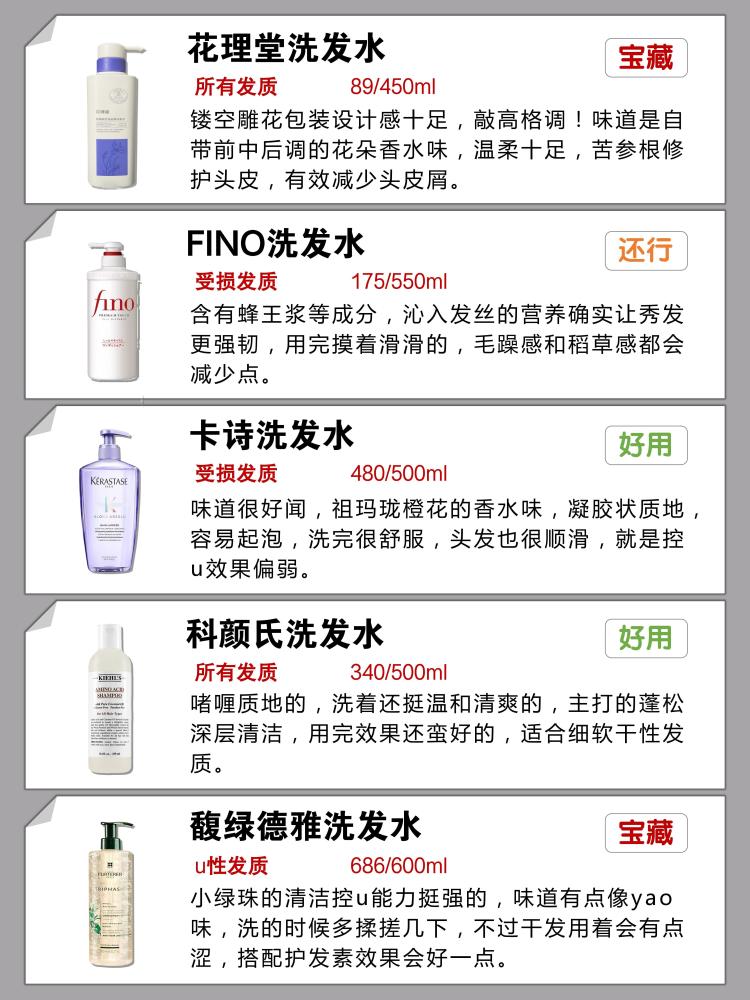 花理堂洗发水
宝藏
所有发质 89/450ml
镂空雕花包装设计感十足，敲高格调！味道是自
带前中后调的花朵香水味，温柔十足，苦参根修
护头皮，有效减少头皮屑。
FINO洗发水
还行
fino
受损发质 175/550ml
含有蜂王浆等成分，沁入发丝的营养确实让秀发
更强韧，用完摸着滑滑的，毛躁感和稻草感都会
减少点。
卡诗洗发水
好用
KÉRASTASE
受损发质 480/500ml
味道很好闻，祖玛珑橙花的香水味，凝胶状质地，
容易起泡，洗完很舒服，头发也很顺滑，就是控
u效果偏弱。
科颜氏洗发水
好用
KIEHL'S
AMINO ACID
SHAMPOO
所有发质 340/500ml
啫喱质地的，洗着还挺温和清爽的，主打的蓬松
深层清洁，用完效果还蛮好的，适合细软干性发
质。
馥绿德雅洗发水
宝藏
FURTERER
TRIPHASIC
u性发质 686/600ml
小绿珠的清洁控u能力挺强的，味道有点像yao
味，洗的时候多揉搓几下，不过干发用着会有点
涩，搭配护发素效果会好一点。